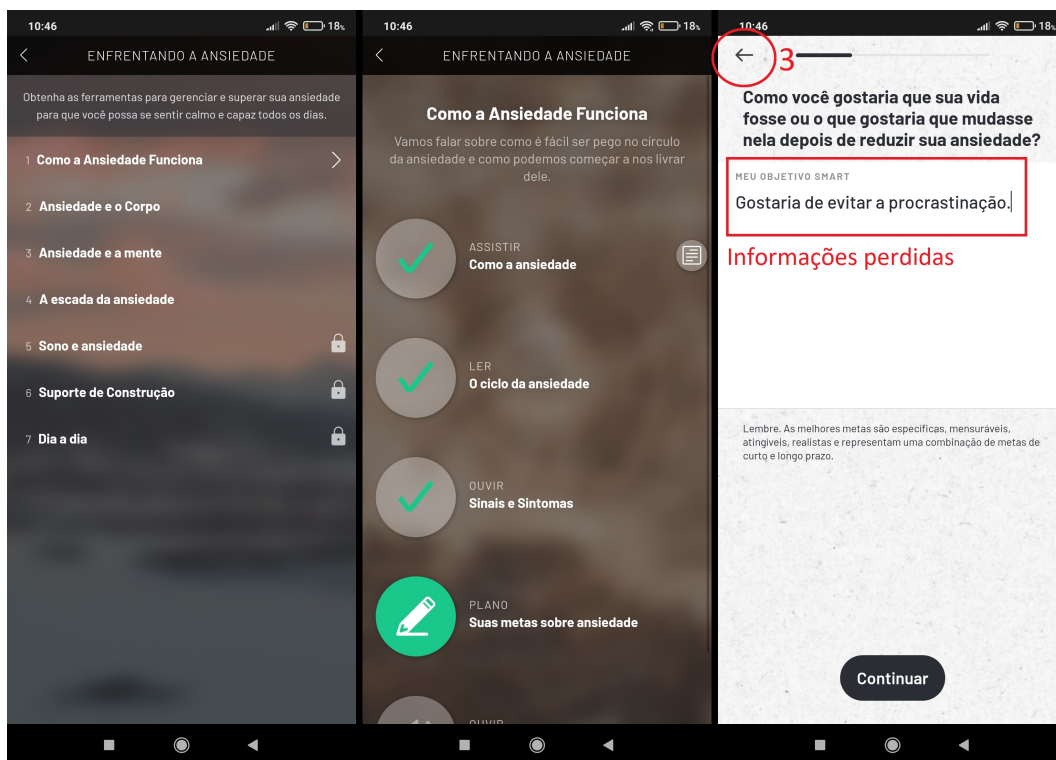 10:46
18%
ENFRENTANDO A ANSIEDADE
Obtenha as ferramentas para gerenciar e superar sua ansiedade
para que você possa se sentir calmo e capaz todos os dias.
1 Como a Ansiedade Funciona
2 Ansiedade e o Corpo
3 Ansiedade e a mente
4 A escada da ansiedade
5 Sono e ansiedade
6 Suporte de Construção
7 Dia a dia
10:46
18%
ENFRENTANDO A ANSIEDADE
Como a Ansiedade Funciona
Vamos falar sobre como é fácil ser pego no círculo
da ansiedade e como podemos começar a nos livrar
dele.
ASSISTIR
Como a ansiedade
LER
O ciclo da ansiedade
OUVIR
Sinais e Sintomas
PLANO
Suas metas sobre ansiedade
OUVIR
10:46
18%
3
Como você gostaria que sua vida
fosse ou o que gostaria que mudasse
nela depois de reduzir sua ansiedade?
MEU OBJETIVO SMART
Gostaria de evitar a procrastinação.
Informações perdidas
Lembre. As melhores metas são específicas, mensuráveis,
atingíveis, realistas e representam uma combinação de metas de
curto e longo prazo.
Continuar